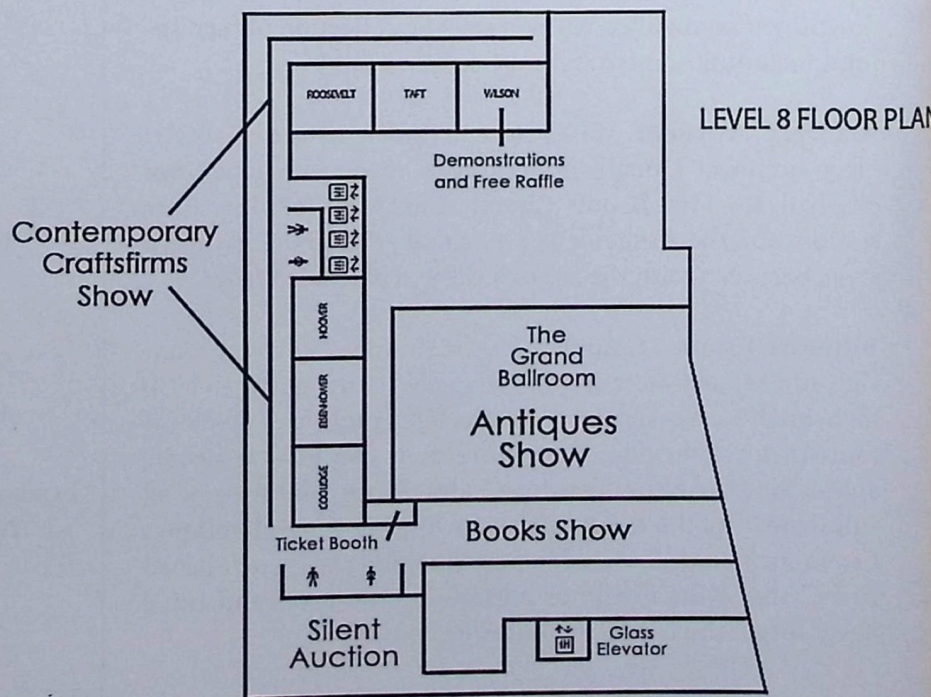 ROOSEVELT
TAFT
WILSON
LEVEL 8 FLOOR PLAN
Demonstrations
and Free Raffle
Contemporary
Craftsfirms
Show
HOOVER
The
Grand
Ballroom
EISENHOWER
Antiques
Show
COOLIDGE
Books Show
Ticket Booth
Silent
Auction
Glass
Elevator